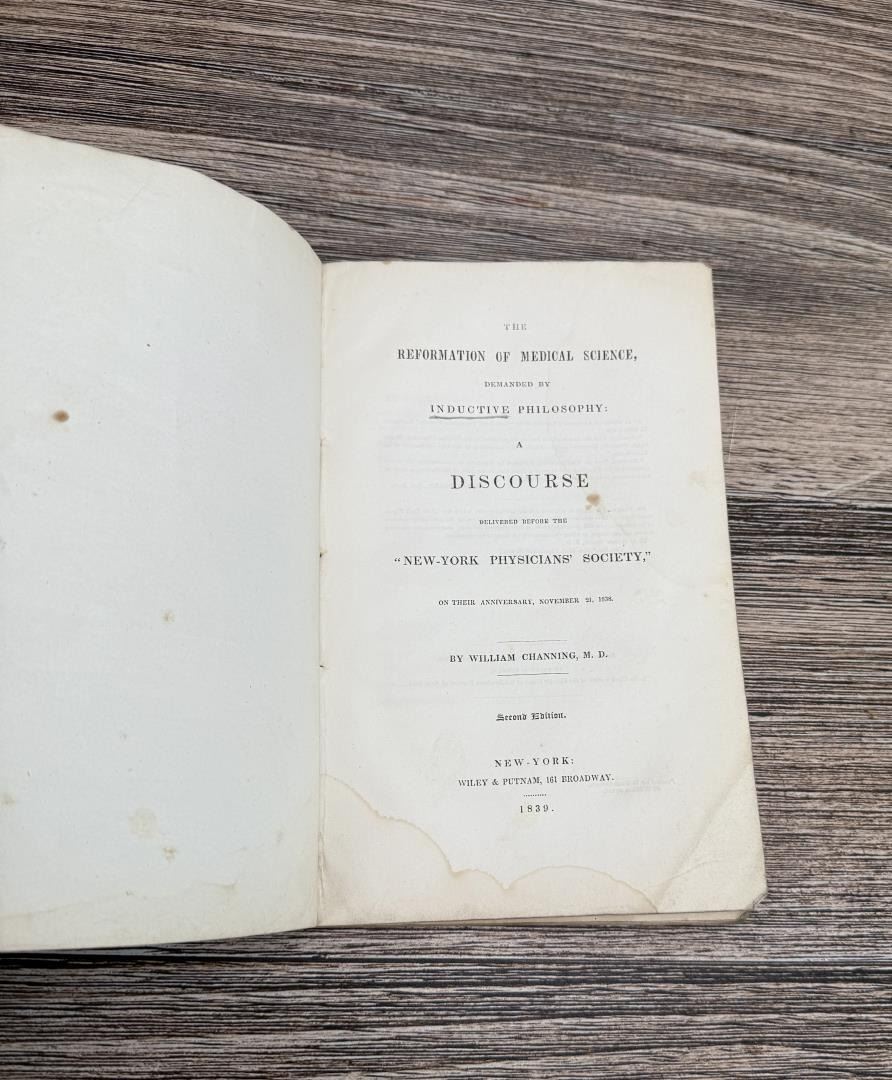 THE
REFORMATION OF MEDICAL SCIENCE,
DEMANDED BY
INDUCTIVE PHILOSOPHY:
A
DISCOURSE
DELIVERED BEFORE THE
"NEW-YORK PHYSICIANS' SOCIETY,"
ON THEIR ANNIVERSARY, NOVEMBER 21, 1838.
BY WILLIAM CHANNING, M. D.
Second Edition.
NEW-YORK:
WILEY & PUTNAM, 161 BROADWAY.
1839.